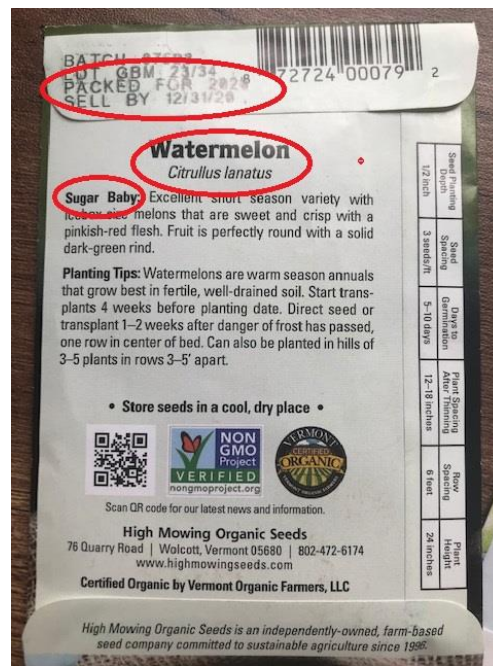 BATCH
LOT GBM 23/34
PACKED FOR 2020
SELL BY 12/31/20
72724 00079 2
Watermelon
Citrullus lanatus
Sugar Baby: Excellent short season variety with
icebox-size melons that are sweet and crisp with a
pinkish-red flesh. Fruit is perfectly round with a solid
dark-green rind.
Planting Tips: Watermelons are warm season annuals
that grow best in fertile, well-drained soil. Start trans-
plants 4 weeks before planting date. Direct seed or
transplant 1–2 weeks after danger of frost has passed,
one row in center of bed. Can also be planted in hills of
3–5 plants in rows 3–5' apart.
• Store seeds in a cool, dry place •
NON
GMO
Project
VERIFIED
nongmoproject.org
VERMONT
CERTIFIED
ORGANIC
Scan QR code for our latest news and information.
High Mowing Organic Seeds
76 Quarry Road | Wolcott, Vermont 05680 | 802-472-6174
www.highmowingseeds.com
Certified Organic by Vermont Organic Farmers, LLC
High Mowing Organic Seeds is an independently-owned, farm-based
seed company committed to sustainable agriculture since 1996.
Seed Planting
Depth
1/2 inch
Seed
Spacing
3 seeds/ft
Days to
Germination
5-10 days
Plant Spacing
After Thinning
12-18 inches
Row
Spacing
6 feet
Plant
Height
24 inches